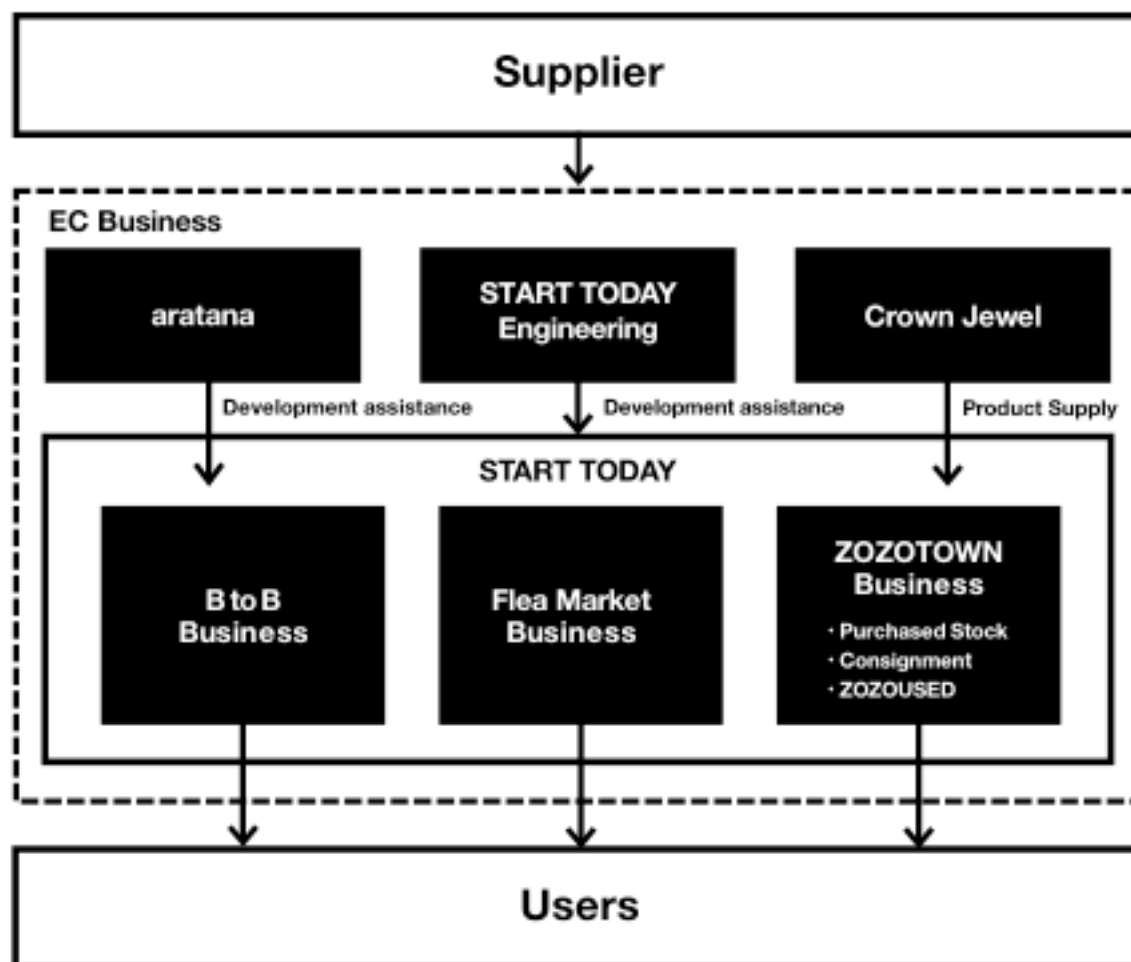 Supplier
EC Business
aratana
START TODAY
Engineering
Crown Jewel
Development assistance
Development assistance
Product Supply
START TODAY
B to B
Business
Flea Market
Business
ZOZOTOWN
Business
・Purchased Stock
・Consignment
・ZOZOUSED
Users